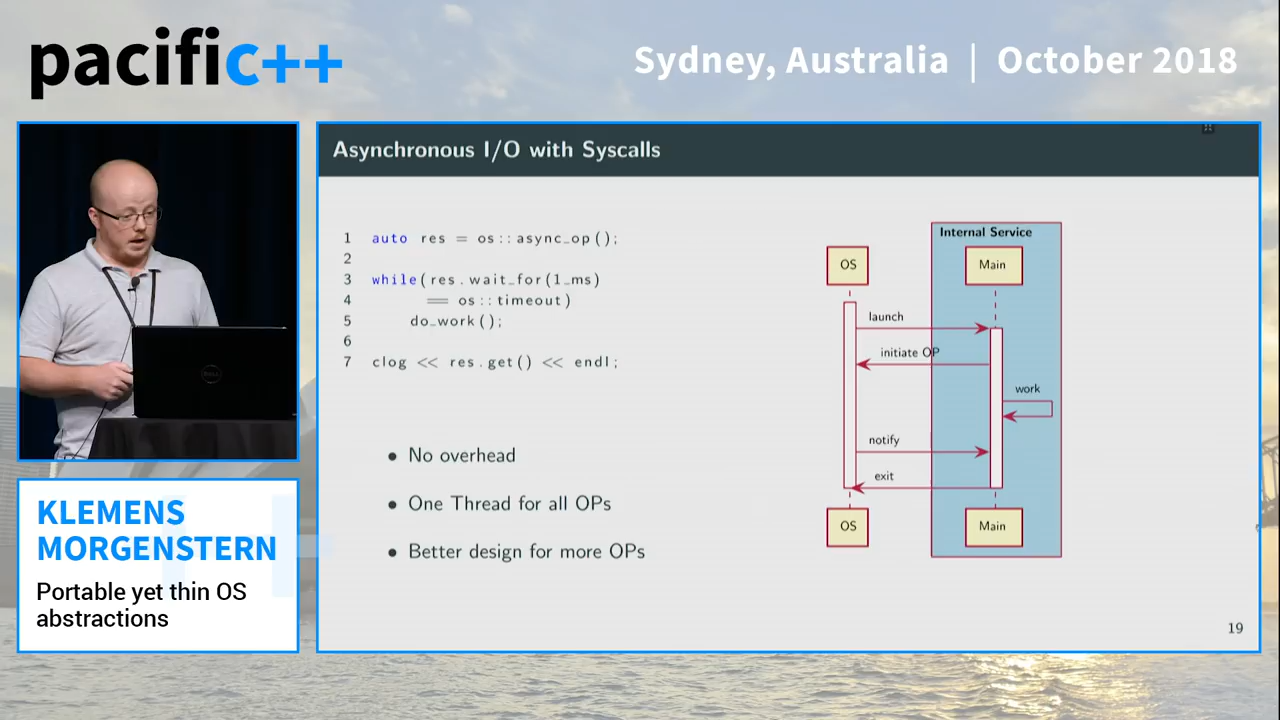 pacific++
Sydney, Australia | October 2018
Asynchronous I/O with Syscalls
1 auto res = os::async_op();
2
3 while(res.wait_for(1_ms)
4 == os::timeout)
5 do_work();
6
7 clog << res.get() << endl;
• No overhead
• One Thread for all OPs
• Better design for more OPs
Internal Service
OS
Main
launch
initiate OP
work
notify
exit
OS
Main
19
DELL
KLEMENS
MORGENSTERN
Portable yet thin OS
abstractions